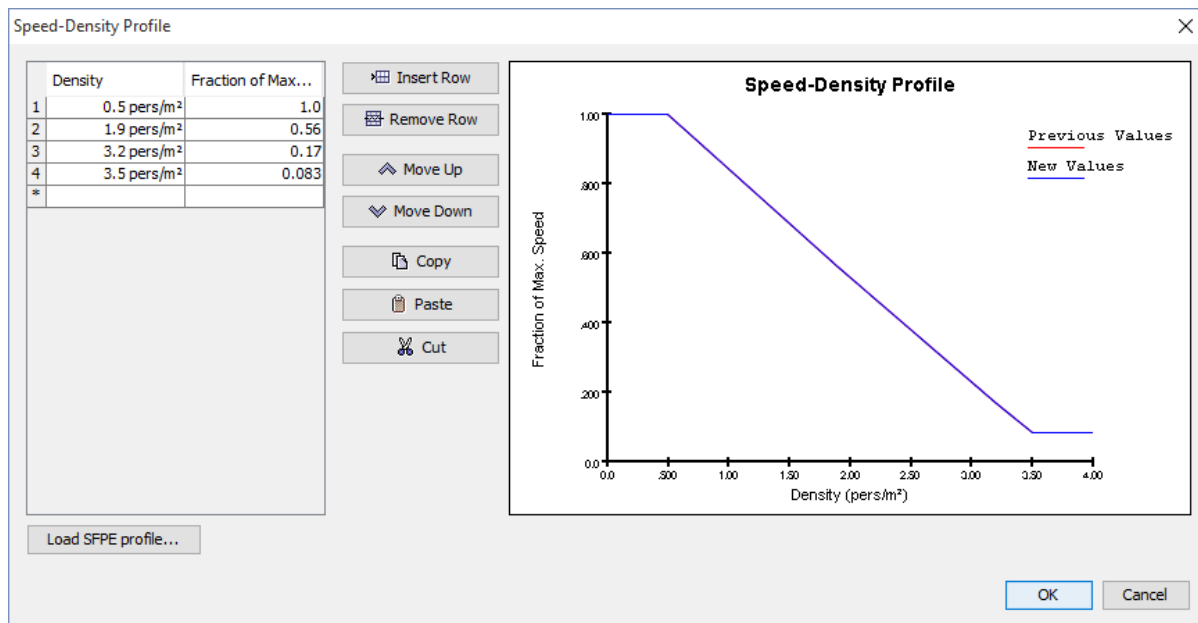 Speed-Density Profile
Density Fraction of Max...
1 0.5 pers/m² 1.0
2 1.9 pers/m² 0.56
3 3.2 pers/m² 0.17
4 3.5 pers/m² 0.083
*
Load SFPE profile...
Insert Row
Remove Row
Move Up
Move Down
Copy
Paste
Cut
Speed-Density Profile
Previous Values
New Values
Fraction of Max. Speed
1.00
.800
.600
.400
.200
0.0
0.0 .500 1.00 1.50 2.00 2.50 3.00 3.50 4.00
Density (pers/m²)
OK Cancel